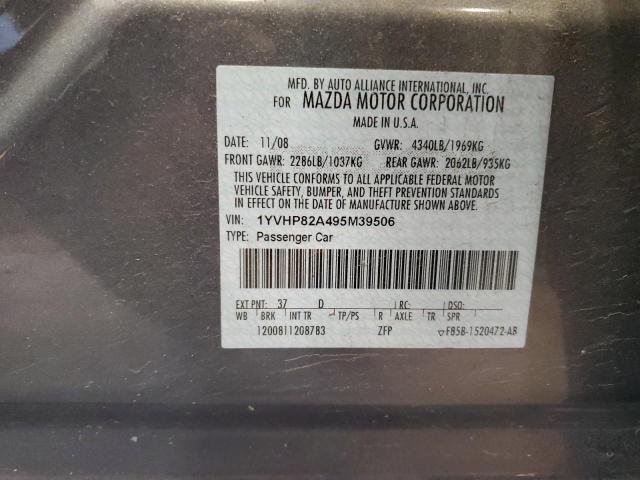 MFD. BY AUTO ALLIANCE INTERNATIONAL, INC.
FOR MAZDA MOTOR CORPORATION
MADE IN U.S.A.
DATE: 11/08 GVWR: 4340LB/1969KG
FRONT GAWR: 2286LB/1037KG REAR GAWR: 2062LB/935KG
THIS VEHICLE CONFORMS TO ALL APPLICABLE FEDERAL MOTOR
VEHICLE SAFETY, BUMPER, AND THEFT PREVENTION STANDARDS
IN EFFECT ON THE DATE OF MANUFACTURE SHOWN ABOVE.
VIN: 1YVHP82A495M39506
TYPE: Passenger Car
EXT PNT: 37 D RC: DSO:
WB BRK INT TR TP/PS R AXLE TR SPR
1200811208783 ZFP F85B-1520472-AB